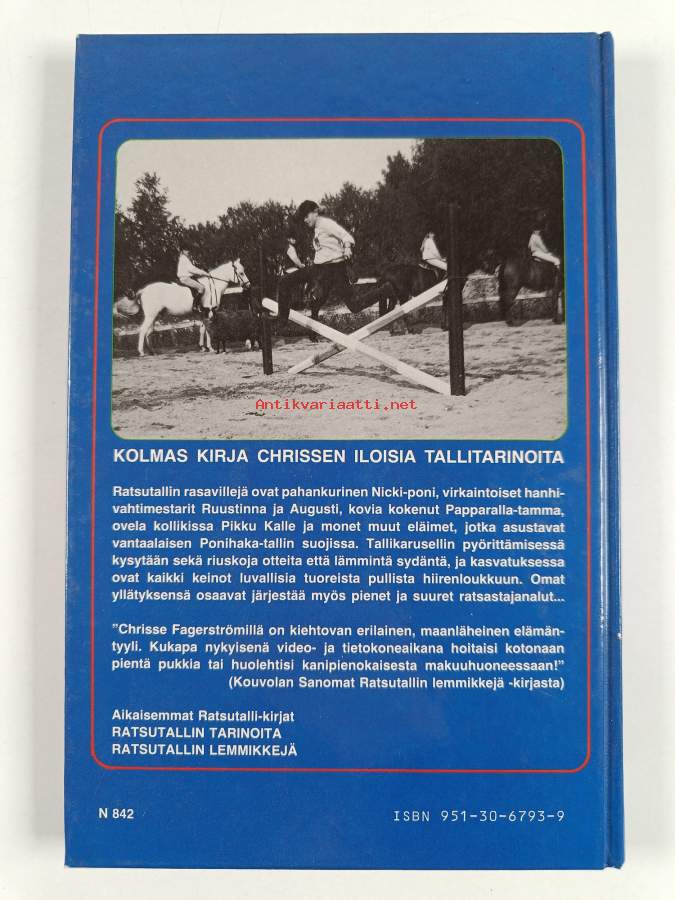 Antikvariaatti.net
KOLMAS KIRJA CHRISSEN ILOISIA TALLITARINOITA
Ratsutallin rasavillejä ovat pahankurinen Nicki-poni, virkaintoiset hanhi-
vahtimestarit Ruustinna ja Augusti, kovia kokenut Papparalla-tamma,
ovela kollikissa Pikku Kalle ja monet muut eläimet, jotka asustavat
vantaalaisen Ponihaka-tallin suojissa. Tallikarusellin pyörittämisessä
kysytään sekä riuskoja otteita että lämmintä sydäntä, ja kasvatuksessa
ovat kaikki keinot luvallisia tuoreista pullista hiirenloukkuun. Omat
yllätyksensä osaavat järjestää myös pienet ja suuret ratsastajanalut...
"Chrisse Fagerströmillä on kiehtovan erilainen, maanläheinen elämän-
tyyli. Kukapa nykyisenä video- ja tietokoneaikana hoitaisi kotonaan
pientä pukkia tai huolehtisi kanipienokaisesta makuuhuoneessaan!"
(Kouvolan Sanomat Ratsutallin lemmikkejä -kirjasta)
Aikaisemmat Ratsutalli-kirjat
RATSUTALLIN TARINOITA
RATSUTALLIN LEMMIKKEJÄ
N 842
ISBN 951-30-6793-9